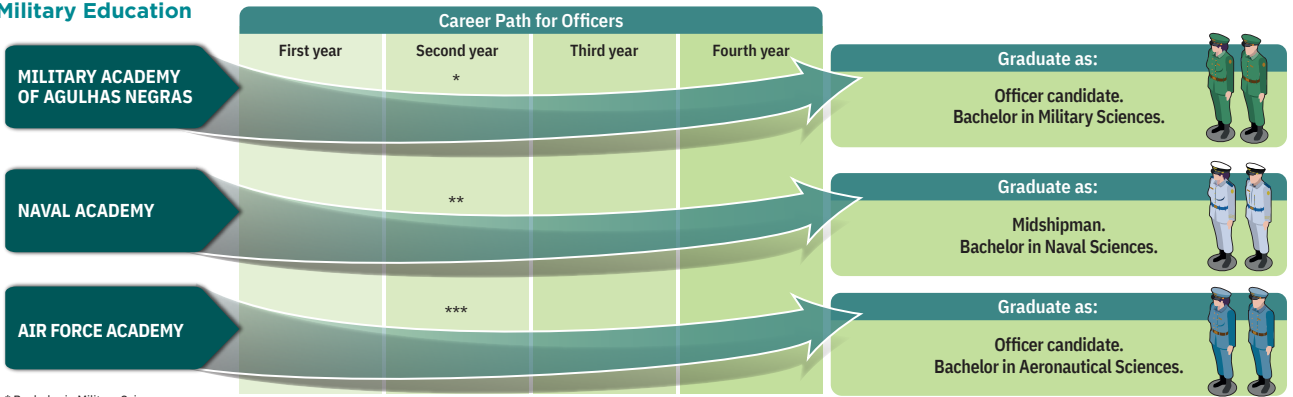 Military Education
Career Path for Officers
First year Second year Third year Fourth year
MILITARY ACADEMY
OF AGULHAS NEGRAS
*
Graduate as:
Officer candidate.
Bachelor in Military Sciences.
NAVAL ACADEMY
**
Graduate as:
Midshipman.
Bachelor in Naval Sciences.
AIR FORCE ACADEMY
***
Graduate as:
Officer candidate.
Bachelor in Aeronautical Sciences.